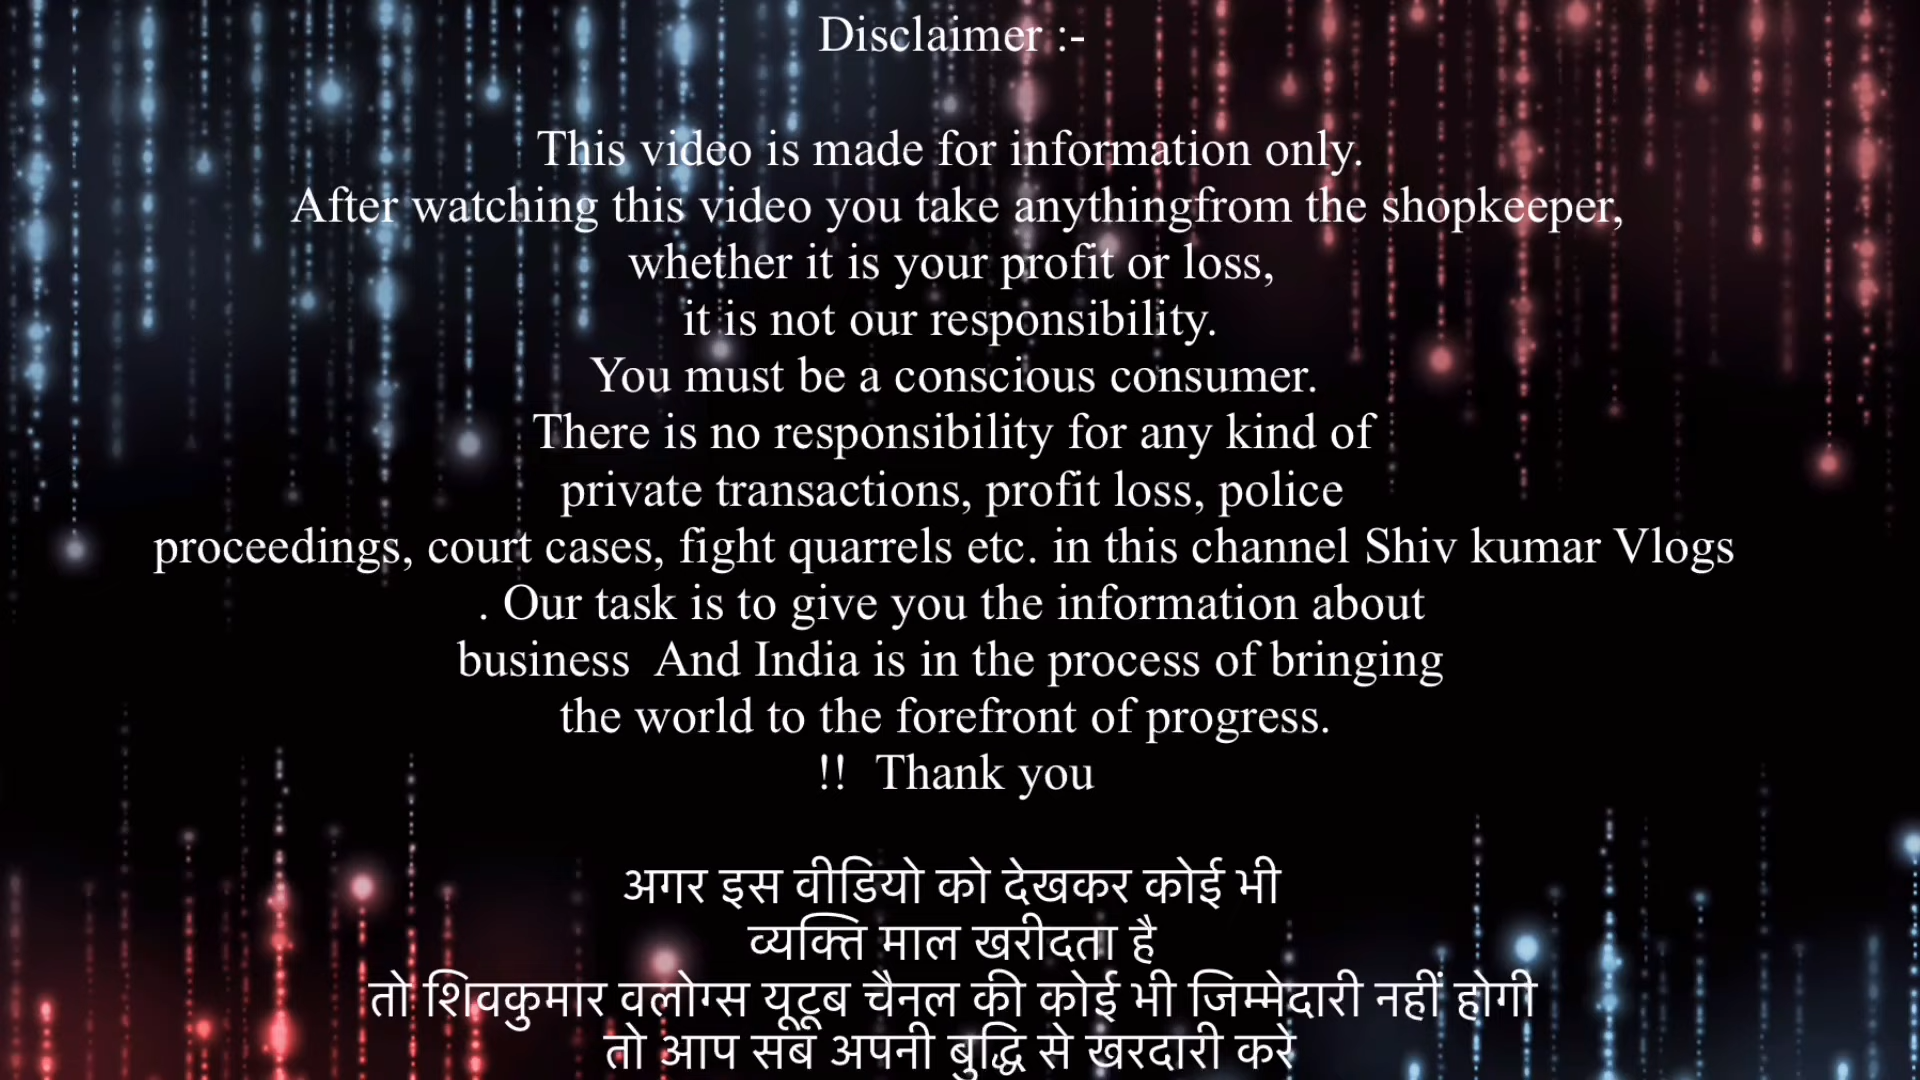 Disclaimer :-
This video is made for information only.
After watching this video you take anythingfrom the shopkeeper,
whether it is your profit or loss,
it is not our responsibility.
You must be a conscious consumer.
There is no responsibility for any kind of
private transactions, profit loss, police
proceedings, court cases, fight quarrels etc. in this channel Shiv kumar Vlogs
. Our task is to give you the information about
business  And India is in the process of bringing
the world to the forefront of progress.
!!  Thank you
अगर इस वीडियो को देखकर कोई भी
व्यक्ति माल खरीदता है
तो शिवकुमार वलोग्स यूटूब चैनल की कोई भी जिम्मेदारी नहीं होगी
तो आप सब अपनी बुद्धि से खरदारी करे